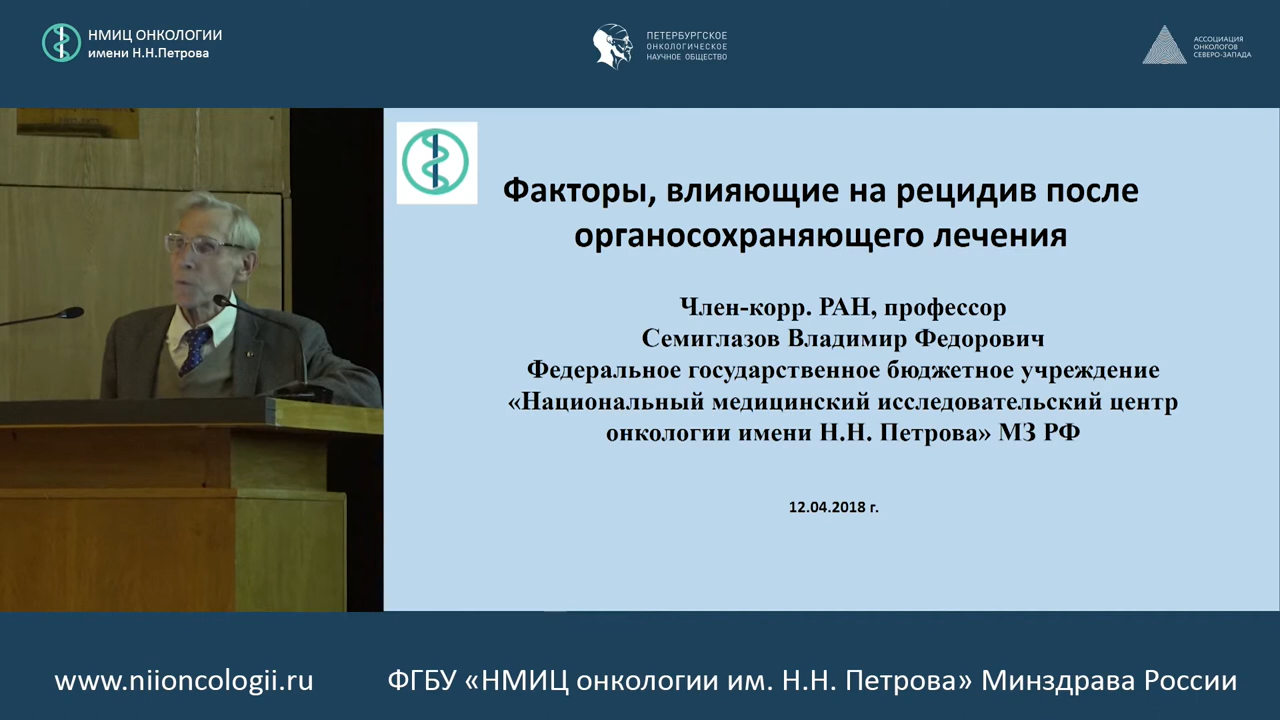 НМИЦ ОНКОЛОГИИ
имени Н.Н.Петрова
ПЕТЕРБУРГСКОЕ
ОНКОЛОГИЧЕСКОЕ
НАУЧНОЕ ОБЩЕСТВО
АССОЦИАЦИЯ
ОНКОЛОГОВ
СЕВЕРО-ЗАПАДА
Факторы, влияющие на рецидив после
органосохраняющего лечения
Член-корр. РАН, профессор
Семиглазов Владимир Федорович
Федеральное государственное бюджетное учреждение
«Национальный медицинский исследовательский центр
онкологии имени Н.Н. Петрова» МЗ РФ
12.04.2018 г.
www.niioncologii.ru
ФГБУ «НМИЦ онкологии им. Н.Н. Петрова» Минздрава России